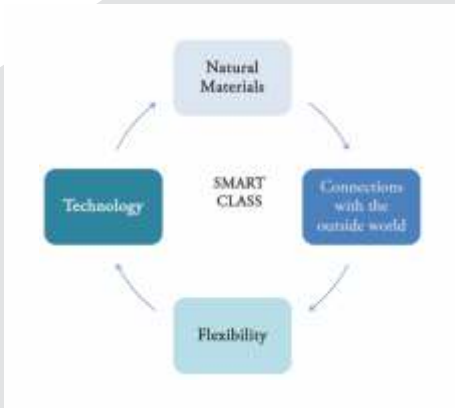 Natural
Materials
SMART
CLASS
Technology
Connections
with the
outside world
Flexibility